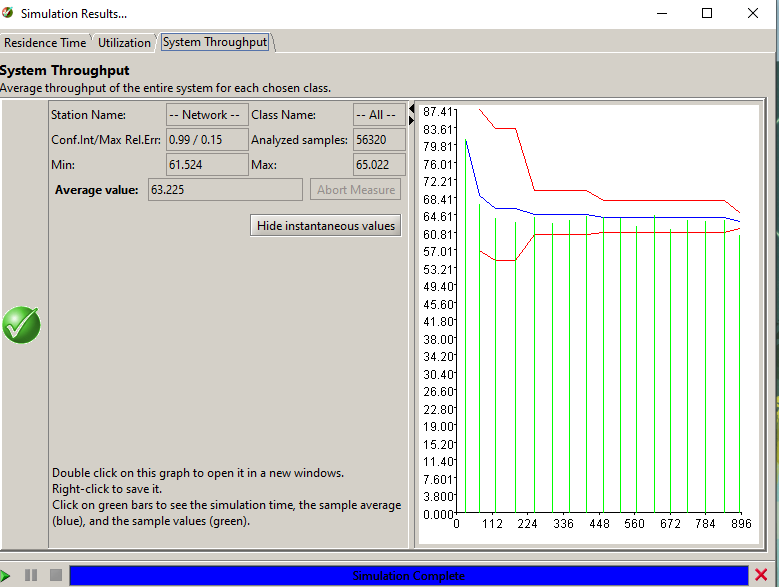 Simulation Results...
Residence Time Utilization System Throughput
System Throughput
Average throughput of the entire system for each chosen class.
Station Name: -- Network -- Class Name: -- All --
Conf.Int/Max Rel.Err: 0.99 / 0.15 Analyzed samples: 56320
Min: 61.524 Max: 65.022
Average value: 63.225 Abort Measure
Hide instantaneous values
Double click on this graph to open it in a new windows.
Right-click to save it.
Click on green bars to see the simulation time, the sample average
(blue), and the sample values (green).
87.41
83.61
79.81
76.01
72.21
68.41
64.61
60.81
57.01
53.21
49.40
45.60
41.80
38.00
34.20
30.40
26.60
22.80
19.00
15.20
11.40
7.601
3.800
0.000
0 112 224 336 448 560 672 784 896
Simulation Complete